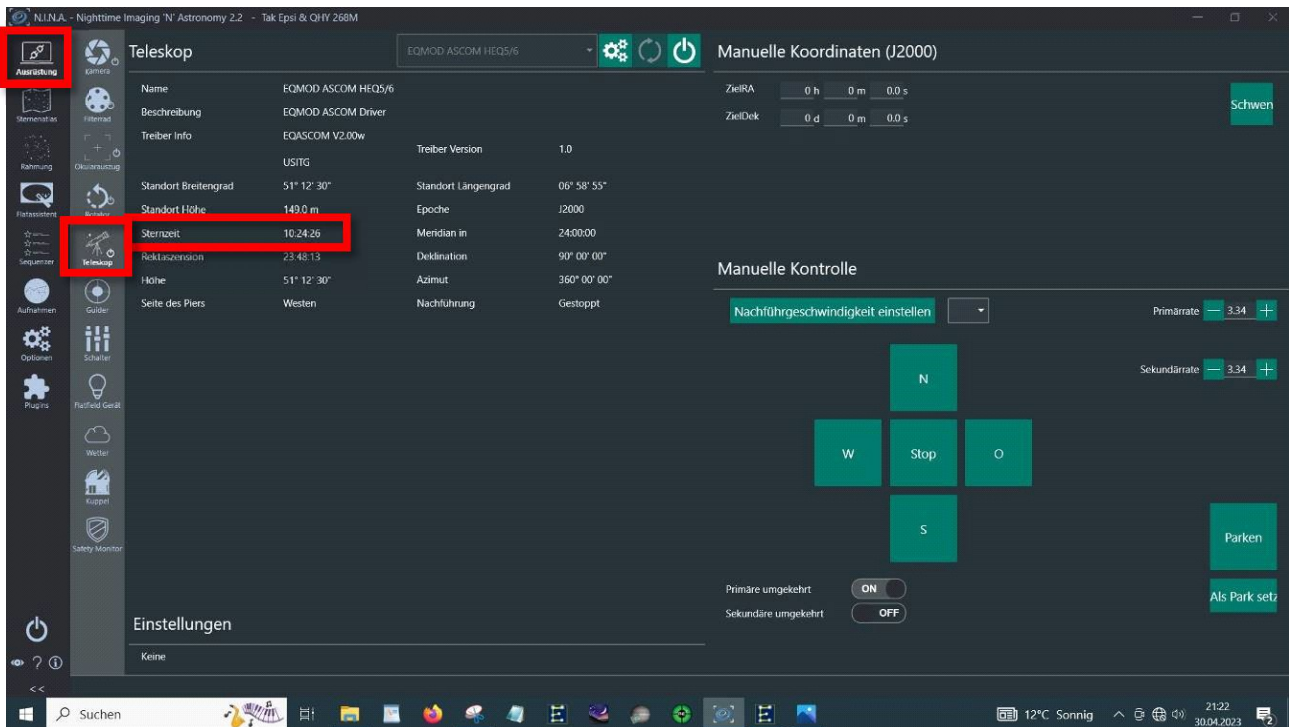 N.I.N.A. - Nighttime Imaging 'N' Astronomy 2.2 - Tak Epsi & QHY 268M
Ausrüstung
Sternenatlas
Rahmung
Flatassistent
Sequenzer
Aufnahmen
Optionen
Plugins
<<
Kamera
Filterrad
Okularauszug
Rotator
Teleskop
Guider
Schalter
Flatfield Gerät
Wetter
Kuppel
Safety Monitor
Teleskop
EQMOD ASCOM HEQ5/6
Name EQMOD ASCOM HEQ5/6
Beschreibung EQMOD ASCOM Driver
Treiber Info EQASCOM V2.00w
USITG
Treiber Version 1.0
Standort Breitengrad 51° 12' 30" Standort Längengrad 06° 58' 55"
Standort Höhe 149.0 m Epoche J2000
Sternzeit 10:24:26 Meridian in 24:00:00
Rektaszension 23:48:13 Deklination 90° 00' 00"
Höhe 51° 12' 30" Azimut 360° 00' 00"
Seite des Piers Westen Nachführung Gestoppt
Einstellungen
Keine
Manuelle Koordinaten (J2000)
ZielRA 0 h 0 m 0.0 s
ZielDek 0 d 0 m 0.0 s
Schwen
Manuelle Kontrolle
Nachführgeschwindigkeit einstellen
Primärrate — 3.34 +
Sekundärrate — 3.34 +
N
W Stop O
S
Parken
Als Park setz
Primäre umgekehrt ON
Sekundäre umgekehrt OFF
Suchen
12°C Sonnig
21:22
30.04.2023
2